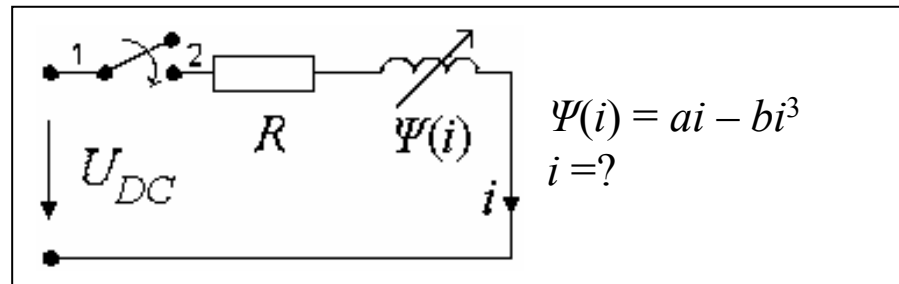 1 2
R
Ψ(i)
U_DC
i
Ψ(i) = ai – bi³
i =?